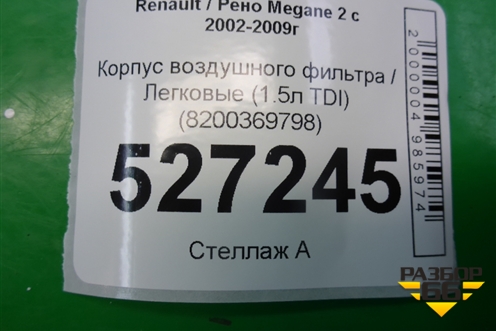 Renault / Рено Megane 2 с
2002-2009г
Корпус воздушного фильтра /
Легковые (1.5л TDI)
(8200369798)
527245
Стеллаж А
2000004985974
РАЗБОР
66